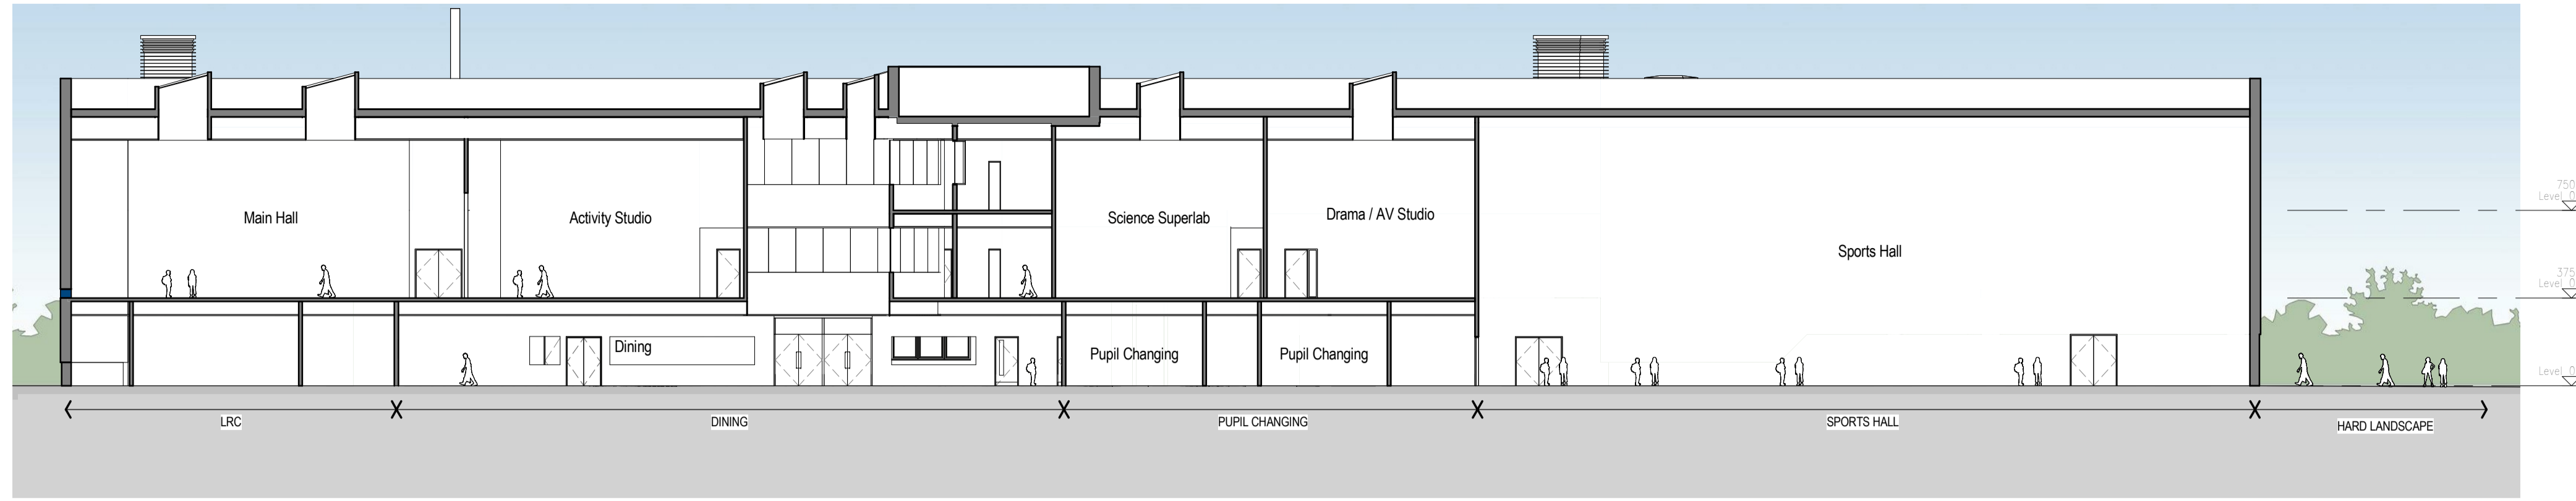 Main Hall
Activity Studio
Science Superlab
Drama / AV Studio
Sports Hall
750
Level 0
375
Level 0
Dining
Pupil Changing
Pupil Changing
Level 0
LRC
DINING
PUPIL CHANGING
SPORTS HALL
HARD LANDSCAPE